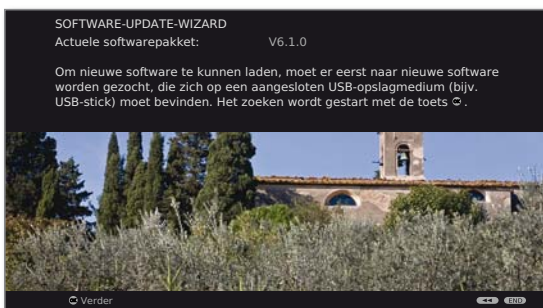 SOFTWARE-UPDATE-WIZARD
Actuele softwarepakket: V6.1.0
Om nieuwe software te kunnen laden, moet er eerst naar nieuwe software
worden gezocht, die zich op een aangesloten USB-opslagmedium (bijv.
USB-stick) moet bevinden. Het zoeken wordt gestart met de toets .
Verder END